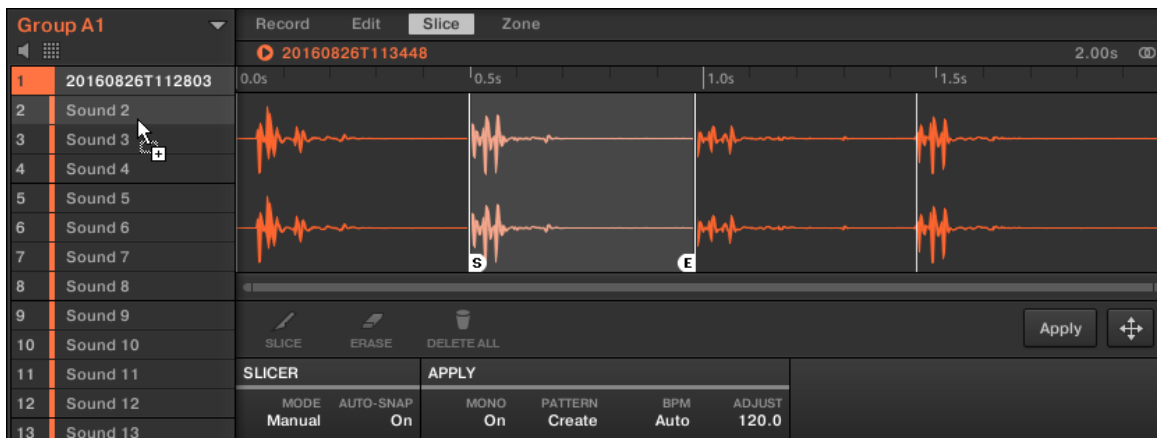 Group A1
Record Edit Slice Zone
20160826T113448 2.00s
1 20160826T112803
0.0s 0.5s 1.0s 1.5s
2 Sound 2
3 Sound 3
4 Sound 4
5 Sound 5
6 Sound 6
7 Sound 7
S E
8 Sound 8
9 Sound 9
10 Sound 10
11 Sound 11
12 Sound 12
13 Sound 13
SLICE ERASE DELETE ALL
Apply
SLICER APPLY
MODE AUTO-SNAP MONO PATTERN BPM ADJUST
Manual On On Create Auto 120.0